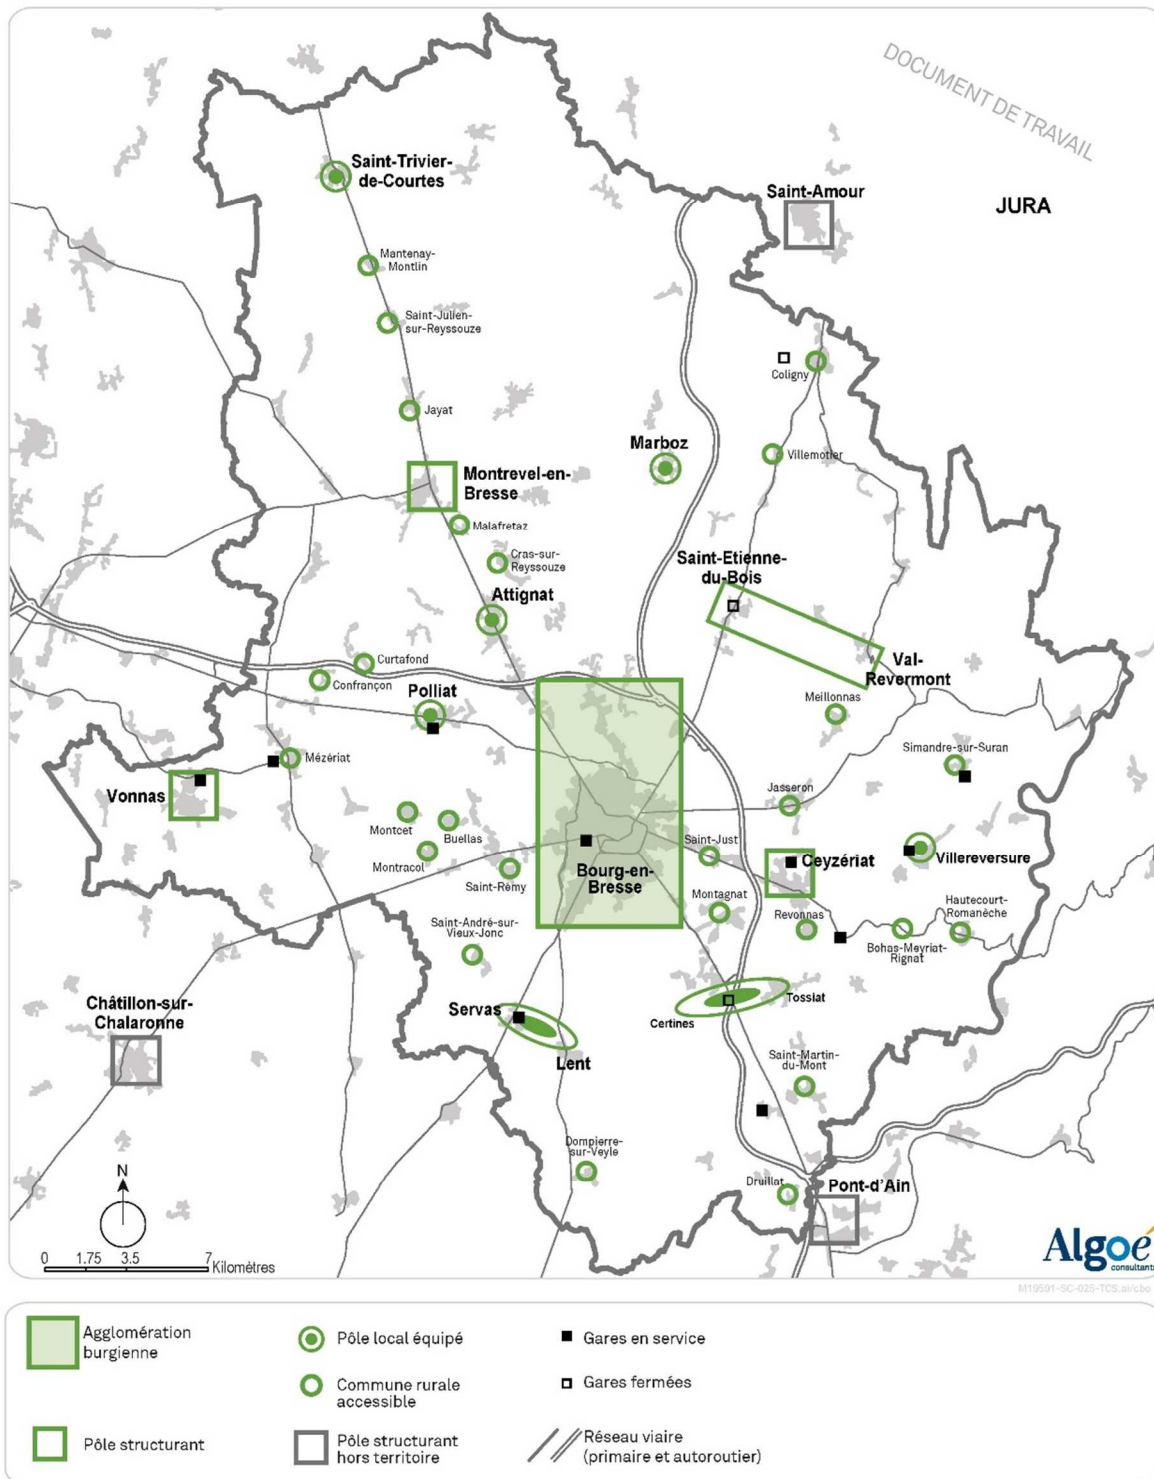 DOCUMENT DE TRAVAIL
Saint-Trivier-
de-Courtes
Saint-Amour
JURA
Mantenay-
Montlin
Saint-Julien-
sur-Reyssouze
Coligny
Jayat
Marboz
Villemotier
Montrevel-en-
Bresse
Malafretaz
Cras-sur-
Reyssouze
Saint-Etienne-
du-Bois
Attignat
Curtafond
Confrançon
Val-
Revermont
Polliat
Meillonnas
Simandre-sur-Suran
Mézériat
Vonnas
Jasseron
Montcet
Buellas
Saint-Just
Montracol
Ceyzériat
Villereversure
Saint-Rémy
Bourg-en-
Bresse
Montagnat
Hautecourt-
Romanèche
Revonnas
Saint-André-sur-
Vieux-Jonc
Bohas-Meyriat-
Rignat
Châtillon-sur-
Chalaronne
Servas
Tossiat
Certines
Lent
Saint-Martin-
du-Mont
Dompierre-
sur-Veyle
Druillat
Pont-d'Ain
N
0 1.75 3.5 7
Kilomètres
Algoé
consultants
M19591-SC-025-TCS.ai/cbo
Agglomération
burgienne
Pôle local équipé
Gares en service
Commune rurale
accessible
Gares fermées
Pôle structurant
Pôle structurant
hors territoire
Réseau viaire
(primaire et autoroutier)